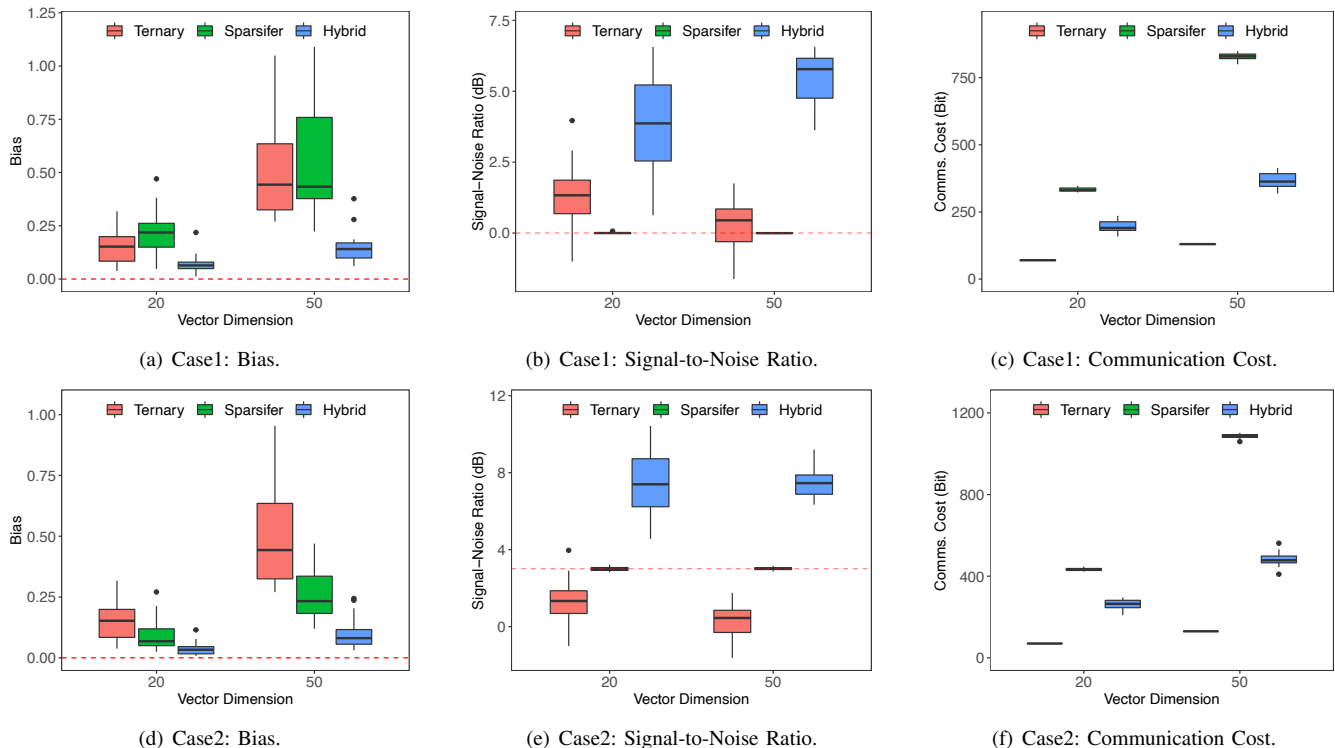 Ternary Sparsifer Hybrid
1.25
1.00
0.75
0.50
0.25
0.00
Bias
20 50
Vector Dimension
(a) Case1: Bias.
Ternary Sparsifer Hybrid
7.5
5.0
2.5
0.0
Signal−Noise Ratio (dB)
20 50
Vector Dimension
(b) Case1: Signal-to-Noise Ratio.
Ternary Sparsifer Hybrid
750
500
250
0
Comms. Cost (Bit)
20 50
Vector Dimension
(c) Case1: Communication Cost.
Ternary Sparsifer Hybrid
1.00
0.75
0.50
0.25
0.00
Bias
20 50
Vector Dimension
(d) Case2: Bias.
Ternary Sparsifer Hybrid
12
8
4
0
Signal−Noise Ratio (dB)
20 50
Vector Dimension
(e) Case2: Signal-to-Noise Ratio.
Ternary Sparsifer Hybrid
1200
800
400
0
Comms. Cost (Bit)
20 50
Vector Dimension
(f) Case2: Communication Cost.